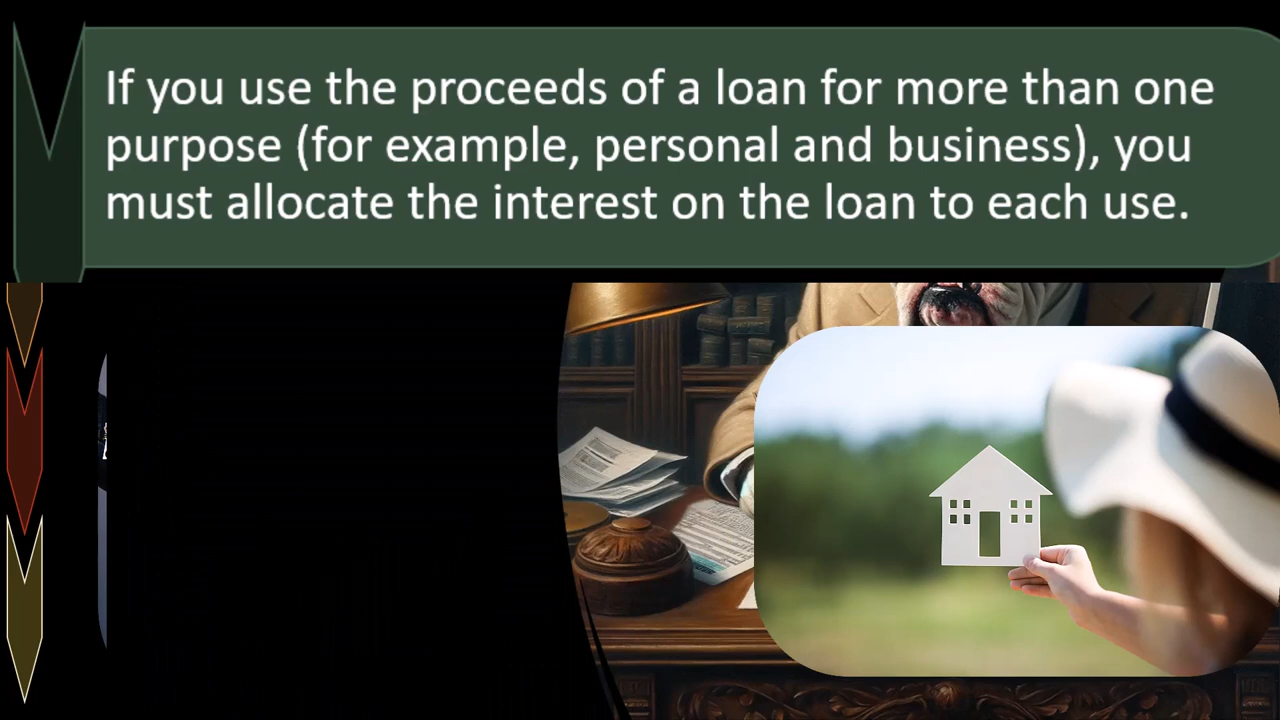 If you use the proceeds of a loan for more than one
purpose (for example, personal and business), you
must allocate the interest on the loan to each use.